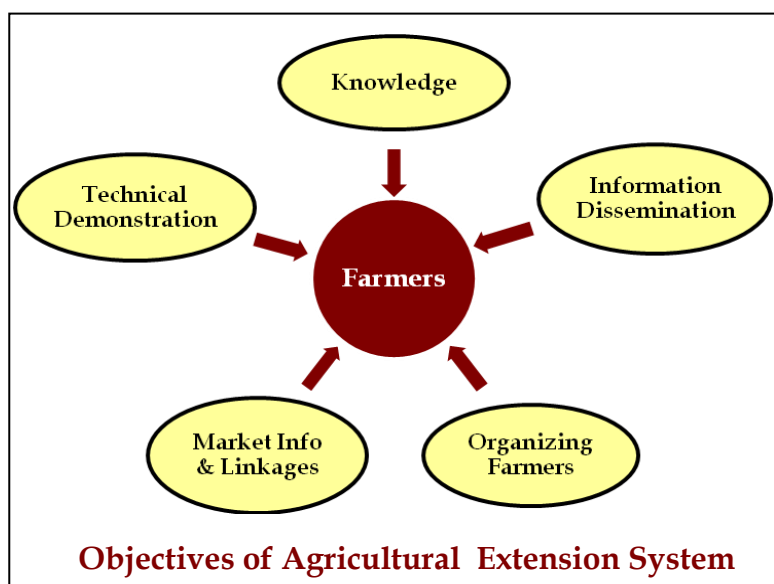 Knowledge
Technical
Demonstration
Information
Dissemination
Farmers
Market Info
& Linkages
Organizing
Farmers
Objectives of Agricultural Extension System